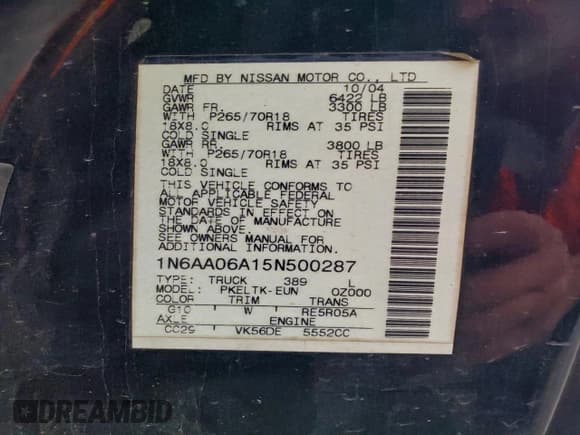 MFD BY NISSAN MOTOR CO., LTD
DATE 10/04
GVWR 6422 LB
GAWR FR. 3300 LB
WITH P265/70R18 TIRES
18X8.0 RIMS AT 35 PSI
COLD SINGLE
GAWR RR. 3800 LB
WITH P265/70R18 TIRES
18X8.0 RIMS AT 35 PSI
COLD SINGLE
THIS VEHICLE CONFORMS TO
ALL APPLICABLE FEDERAL
MOTOR VEHICLE SAFETY
STANDARDS IN EFFECT ON
THE DATE OF MANUFACTURE
SHOWN ABOVE.
SEE OWNERS MANUAL FOR
ADDITIONAL INFORMATION.
1N6AA06A15N500287
TYPE: TRUCK 389 L
MODEL: PKELTK-EUN OZ000
COLOR TRIM TRANS
G10 W RE5R05A
AXLE ENGINE
CC29 VK56DE 5552CC
DREAMBID